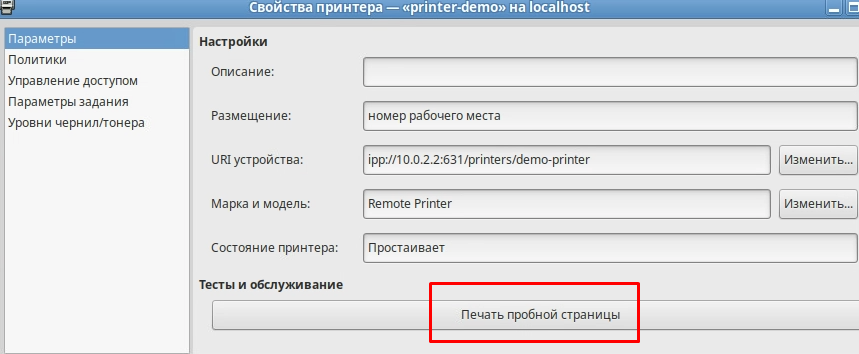 Свойства принтера — «printer-demo» на localhost
Параметры
Политики
Управление доступом
Параметры задания
Уровни чернил/тонера
Настройки
Описание:
Размещение: номер рабочего места
URI устройства: ipp://10.0.2.2:631/printers/demo-printer Изменить...
Марка и модель: Remote Printer Изменить...
Состояние принтера: Простаивает
Тесты и обслуживание
Печать пробной страницы